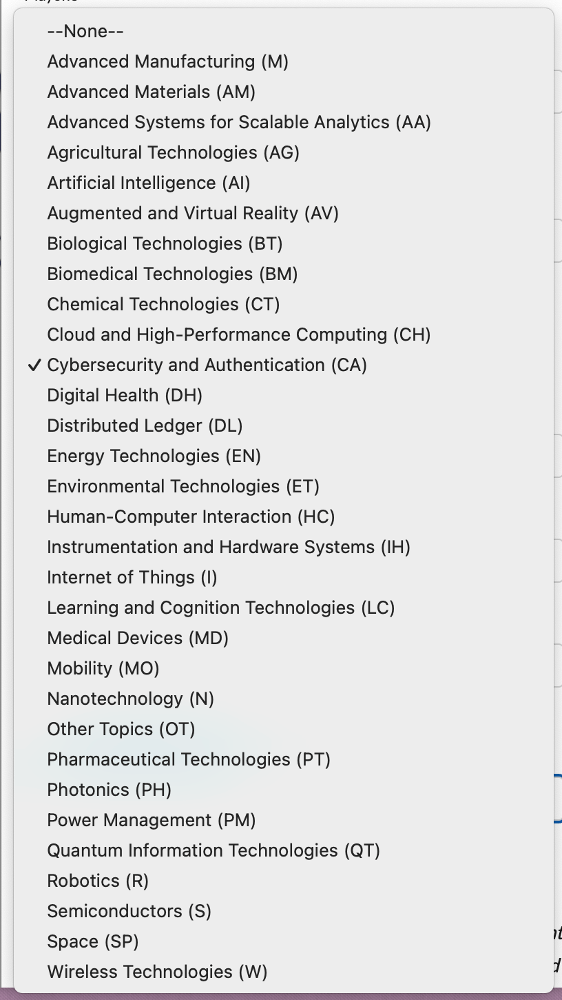 --None--
Advanced Manufacturing (M)
Advanced Materials (AM)
Advanced Systems for Scalable Analytics (AA)
Agricultural Technologies (AG)
Artificial Intelligence (AI)
Augmented and Virtual Reality (AV)
Biological Technologies (BT)
Biomedical Technologies (BM)
Chemical Technologies (CT)
Cloud and High-Performance Computing (CH)
✓ Cybersecurity and Authentication (CA)
Digital Health (DH)
Distributed Ledger (DL)
Energy Technologies (EN)
Environmental Technologies (ET)
Human-Computer Interaction (HC)
Instrumentation and Hardware Systems (IH)
Internet of Things (I)
Learning and Cognition Technologies (LC)
Medical Devices (MD)
Mobility (MO)
Nanotechnology (N)
Other Topics (OT)
Pharmaceutical Technologies (PT)
Photonics (PH)
Power Management (PM)
Quantum Information Technologies (QT)
Robotics (R)
Semiconductors (S)
Space (SP)
Wireless Technologies (W)